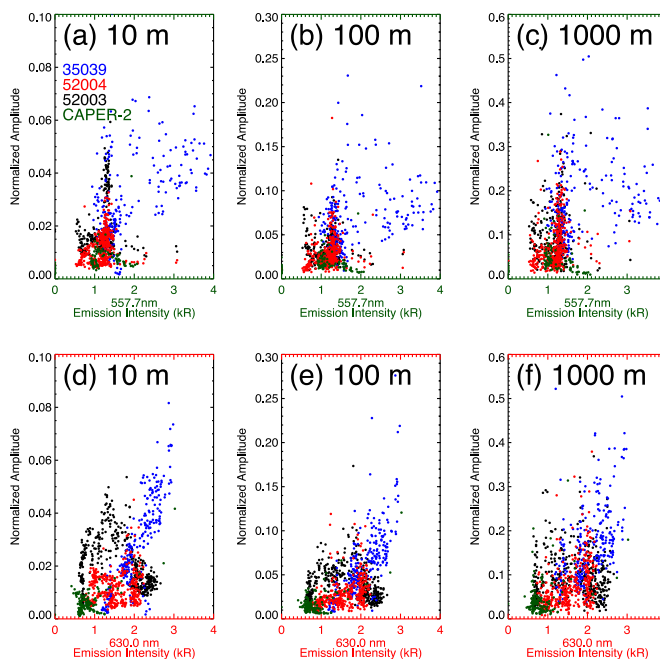 (a) 10 m
(b) 100 m
(c) 1000 m
35039
52004
52003
CAPER-2
Normalized Amplitude
0.10
0.08
0.06
0.04
0.02
0.00
0 1 2 3 4
557.7nm
Emission Intensity (kR)
Normalized Amplitude
0.30
0.25
0.20
0.15
0.10
0.05
0.00
0 1 2 3 4
557.7nm
Emission Intensity (kR)
Normalized Amplitude
0.6
0.5
0.4
0.3
0.2
0.1
0.0
0 1 2 3
557.7nm
Emission Intensity (kR)
(d) 10 m
(e) 100 m
(f) 1000 m
Normalized Amplitude
0.10
0.08
0.06
0.04
0.02
0.00
0 1 2 3 4
630.0 nm
Emission Intensity (kR)
Normalized Amplitude
0.30
0.25
0.20
0.15
0.10
0.05
0.00
0 1 2 3 4
630.0 nm
Emission Intensity (kR)
Normalized Amplitude
0.6
0.5
0.4
0.3
0.2
0.1
0.0
0 1 2 3
630.0 nm
Emission Intensity (kR)